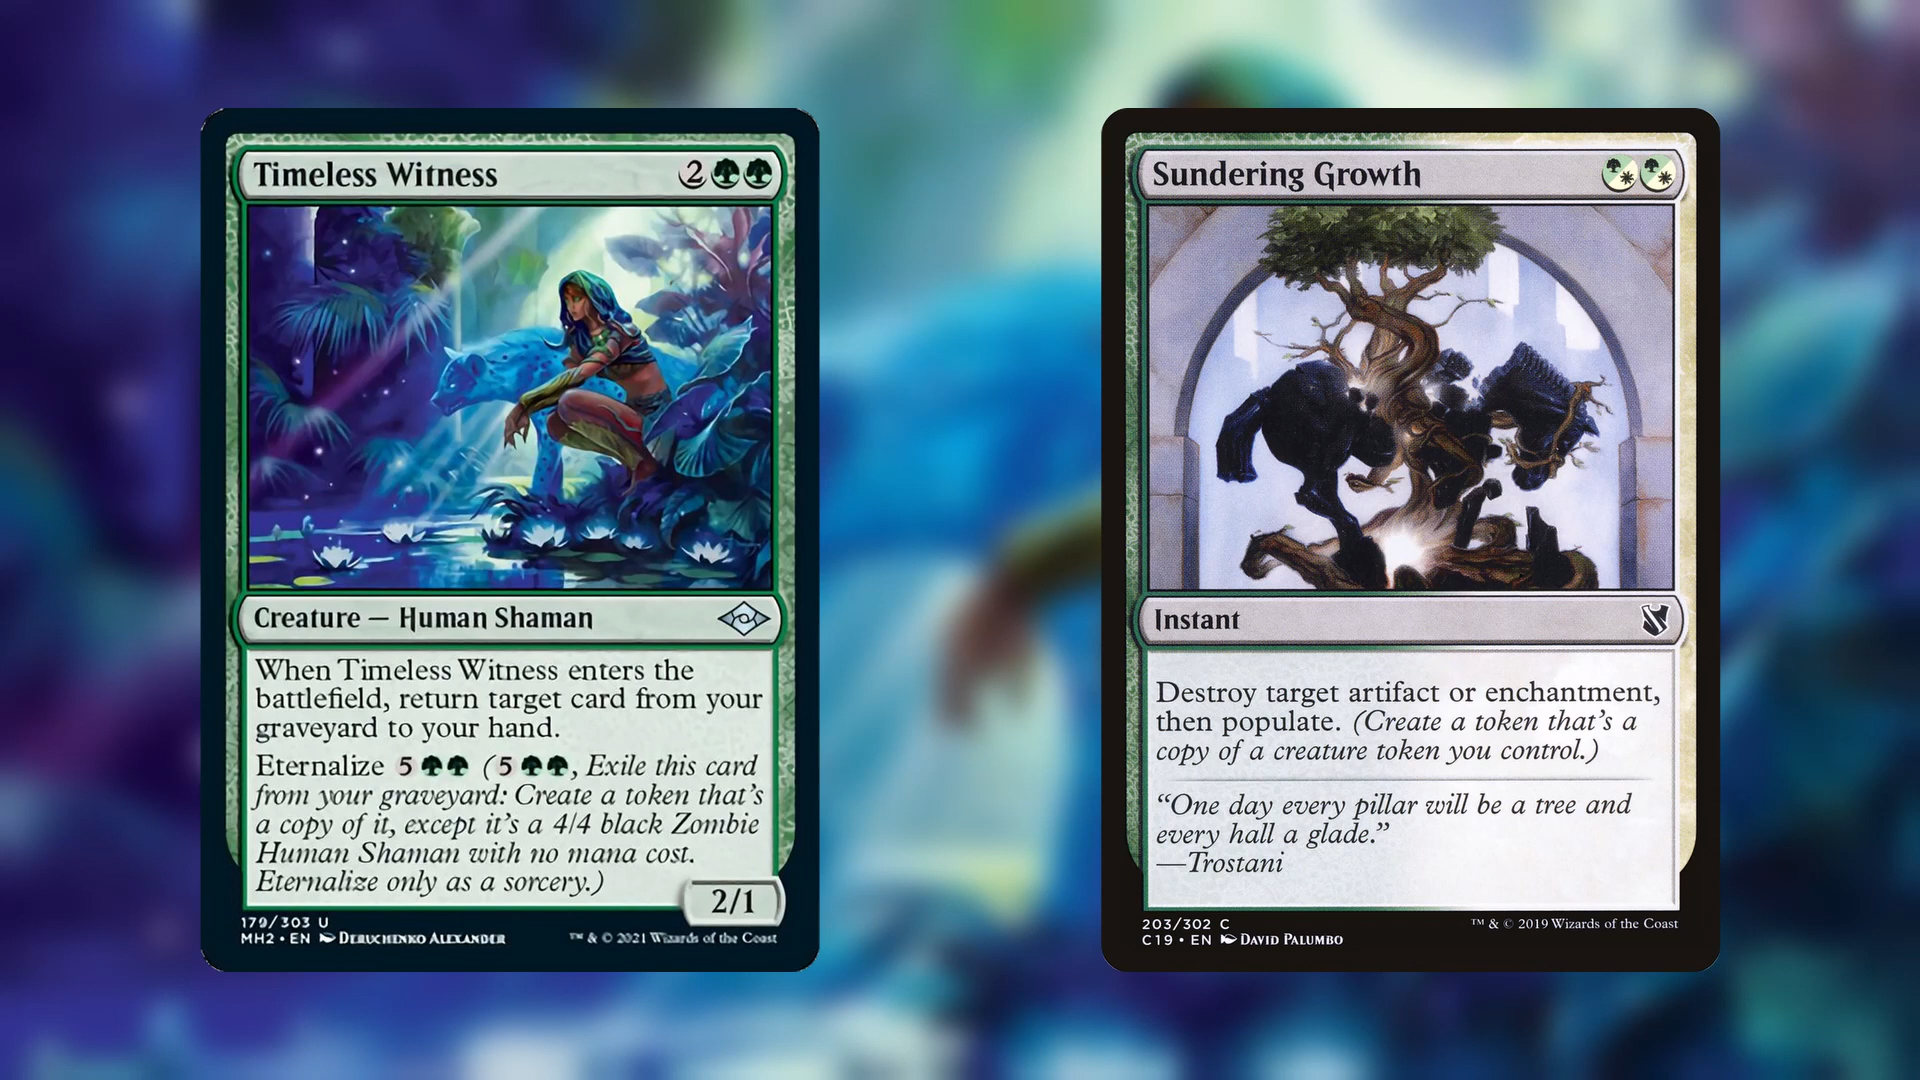 Timeless Witness 2
Creature — Human Shaman
When Timeless Witness enters the
battlefield, return target card from your
graveyard to your hand.
Eternalize 5 (5 , Exile this card
from your graveyard: Create a token that's
a copy of it, except it's a 4/4 black Zombie
Human Shaman with no mana cost.
Eternalize only as a sorcery.)
2/1
179/303 U
MH2 • EN Deruchenko Alexander
™ & © 2021 Wizards of the Coast
Sundering Growth
Instant
Destroy target artifact or enchantment,
then populate. (Create a token that's a
copy of a creature token you control.)
“One day every pillar will be a tree and
every hall a glade.”
—Trostani
203/302 C
C19 • EN David Palumbo
™ & © 2019 Wizards of the Coast